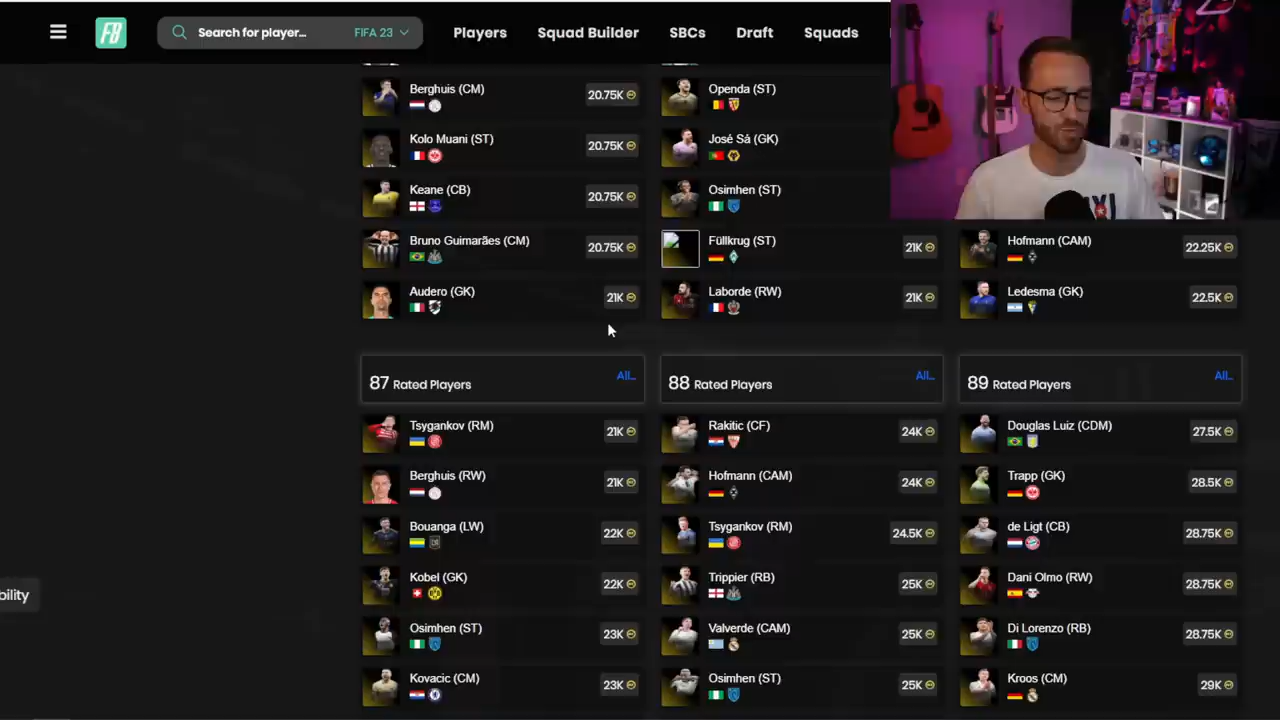 FB
Search for player...
FIFA 23
Players
Squad Builder
SBCs
Draft
Squads
Berghuis (CM)
20.75K
Kolo Muani (ST)
20.75K
Keane (CB)
20.75K
Bruno Guimarães (CM)
20.75K
Audero (GK)
21K
Openda (ST)
José Sá (GK)
Osimhen (ST)
Füllkrug (ST)
21K
Laborde (RW)
21K
Hofmann (CAM)
22.25K
Ledesma (GK)
22.5K
87 Rated Players
All..
Tsygankov (RM)
21K
Berghuis (RW)
21K
Bouanga (LW)
22K
Kobel (GK)
22K
Osimhen (ST)
23K
Kovacic (CM)
23K
88 Rated Players
All..
Rakitic (CF)
24K
Hofmann (CAM)
24K
Tsygankov (RM)
24.5K
Trippier (RB)
25K
Valverde (CAM)
25K
Osimhen (ST)
25K
89 Rated Players
All..
Douglas Luiz (CDM)
27.5K
Trapp (GK)
28.5K
de Ligt (CB)
28.75K
Dani Olmo (RW)
28.75K
Di Lorenzo (RB)
28.75K
Kroos (CM)
29K
bility